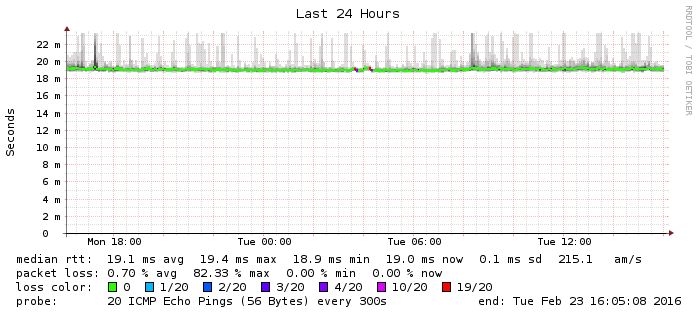 Last 24 Hours
RRDTOOL / TOBI OETIKER
Seconds
22 m
20 m
18 m
16 m
14 m
12 m
10 m
8 m
6 m
4 m
2 m
0
Mon 18:00 Tue 00:00 Tue 06:00 Tue 12:00
median rtt: 19.1 ms avg 19.4 ms max 18.9 ms min 19.0 ms now 0.1 ms sd 215.1 am/s
packet loss: 0.70 % avg 82.33 % max 0.00 % min 0.00 % now
loss color: 0 1/20 2/20 3/20 4/20 10/20 19/20
probe: 20 ICMP Echo Pings (56 Bytes) every 300s end: Tue Feb 23 16:05:08 2016